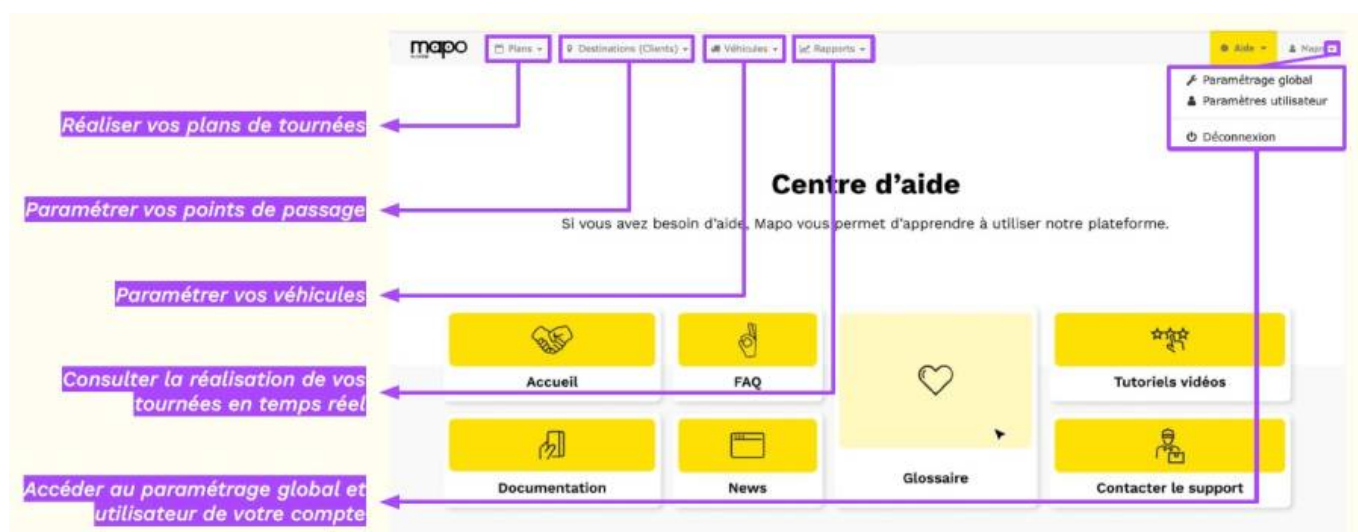 mapo
Plans
Destinations (Clients)
Véhicules
Rapports
Aide
Paramétrage global
Paramètres utilisateur
Déconnexion
Réaliser vos plans de tournées
Paramétrer vos points de passage
Paramétrer vos véhicules
Consulter la réalisation de vos
tournées en temps réel
Accéder au paramétrage global et
utilisateur de votre compte
Centre d'aide
Si vous avez besoin d'aide, Mapo vous permet d'apprendre à utiliser notre plateforme.
Accueil
FAQ
Glossaire
Tutoriels vidéos
Documentation
News
Contacter le support